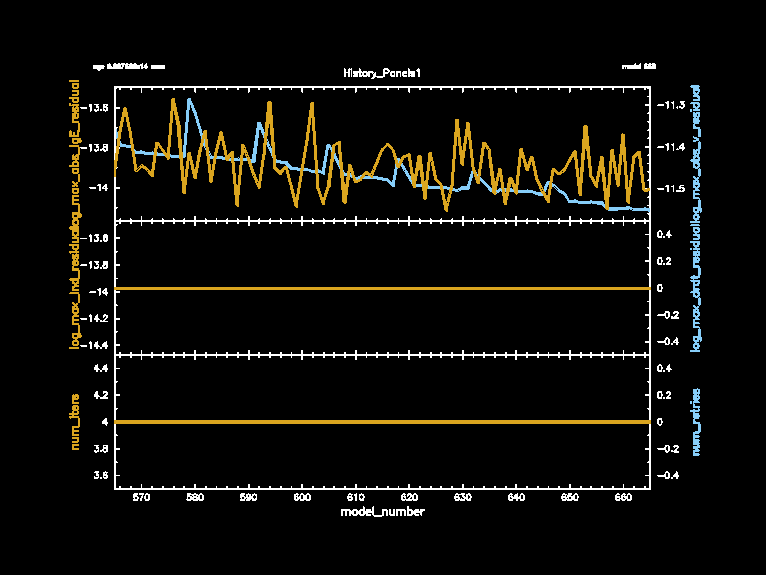 History_Panels1
log_max_abs_lgE_residual
-13.6
-13.8
-14
-11.3
-11.4
-11.5
log_max_abs_v_residual
log_max_lnd_residual
-13.6
-13.8
-14
-14.2
-14.4
0.4
0.2
0
-0.2
-0.4
log_max_drdt_residual
num_iters
4.4
4.2
4
3.8
3.6
0.4
0.2
0
-0.2
-0.4
num_retries
570 580 590 600 610 620 630 640 650 660
model_number